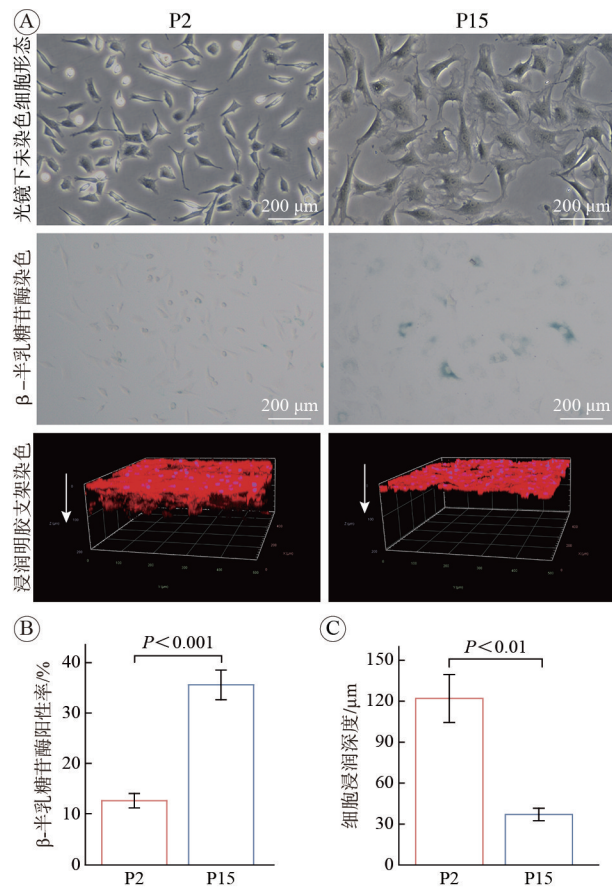 A
P2
P15
光镜下未染色细胞形态
200 μm
200 μm
β-半乳糖苷酶染色
200 μm
200 μm
浸润明胶支架染色
B
P<0.001
β-半乳糖苷酶阳性率/%
40
30
20
10
0
P2
P15
C
P<0.01
细胞浸润深度/μm
150
120
90
60
30
0
P2
P15